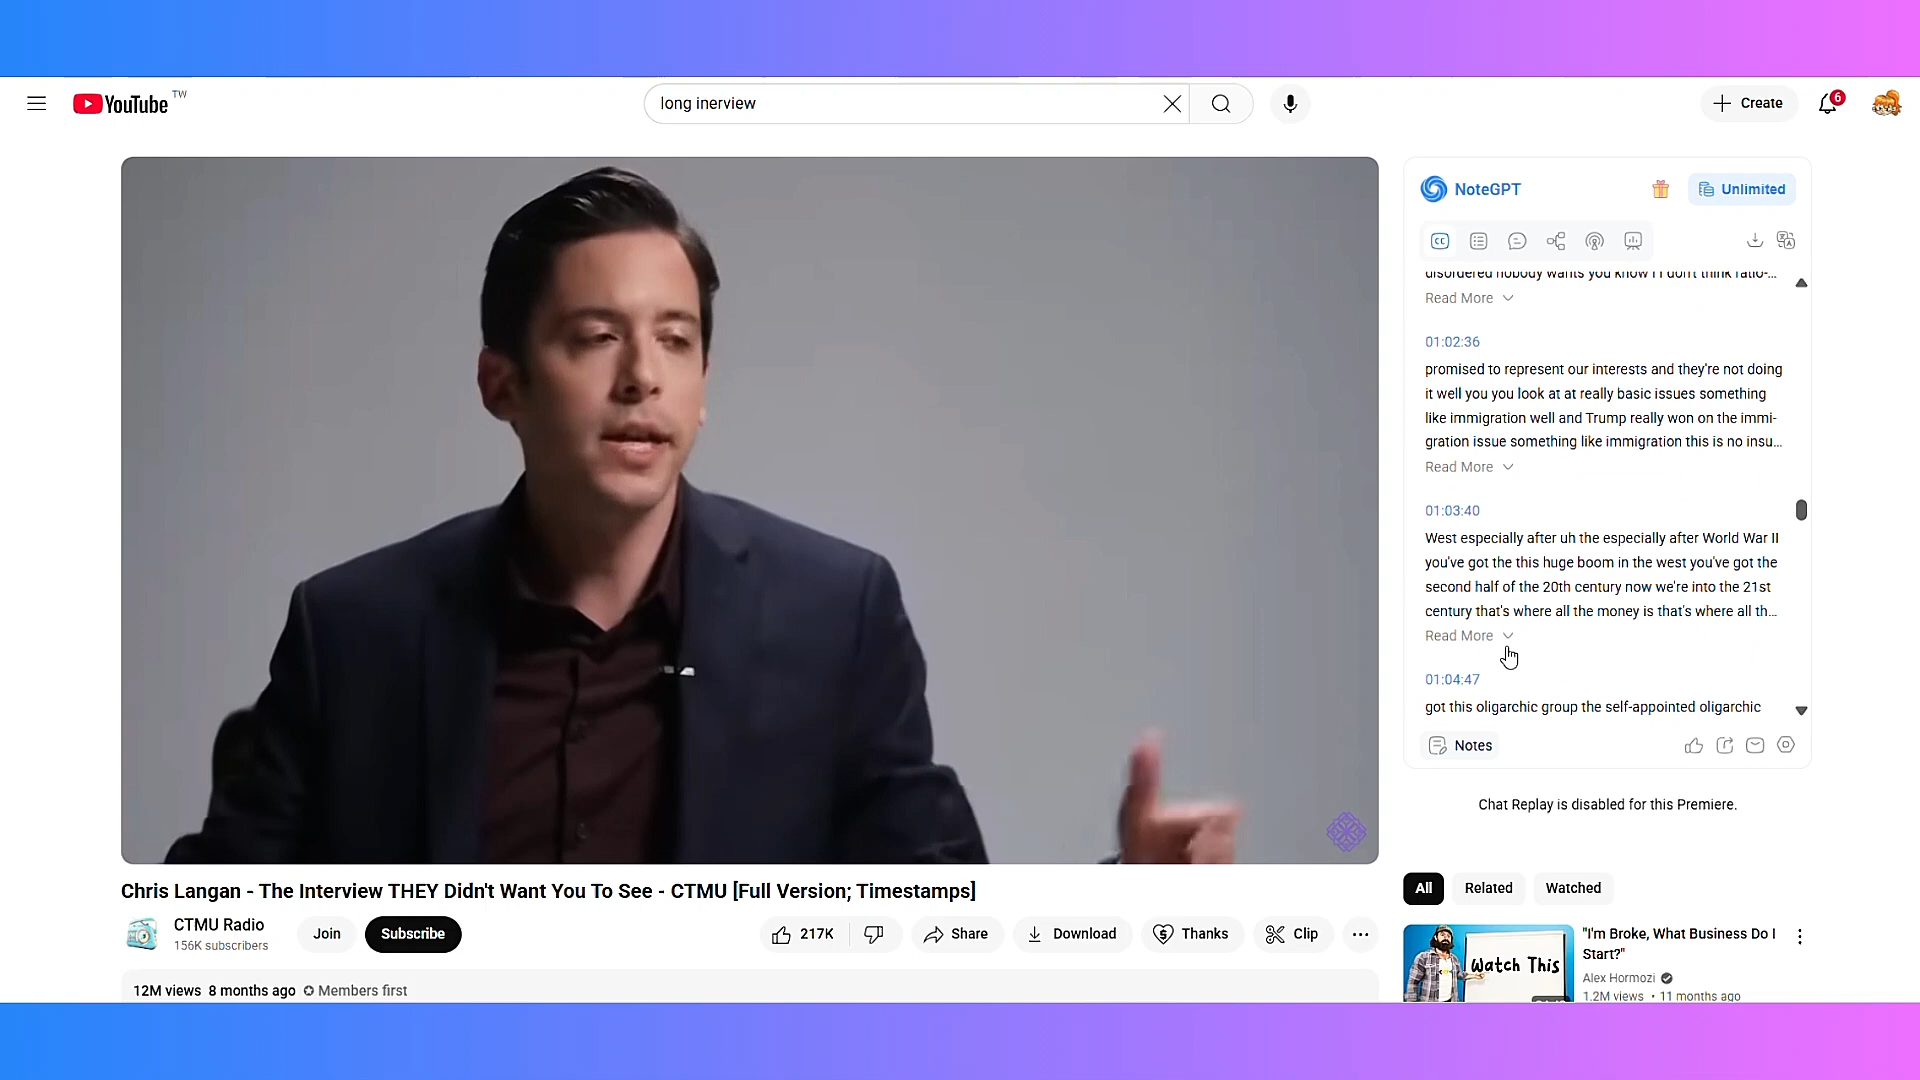 YouTube TW
long inerview
Create
6
NoteGPT
Unlimited
disordered nobody wants you know I I don't think ratio-...
Read More
01:02:36
promised to represent our interests and they're not doing
it well you you look at at really basic issues something
like immigration well and Trump really won on the immi-
gration issue something like immigration this is no insu...
Read More
01:03:40
West especially after uh the especially after World War II
you've got the this huge boom in the west you've got the
second half of the 20th century now we're into the 21st
century that's where all the money is that's where all th...
Read More
01:04:47
got this oligarchic group the self-appointed oligarchic
Notes
Chat Replay is disabled for this Premiere.
Chris Langan - The Interview THEY Didn't Want You To See - CTMU [Full Version; Timestamps]
CTMU Radio
156K subscribers
Join
Subscribe
217K
Share
Download
Thanks
Clip
12M views 8 months ago Members first
All
Related
Watched
Watch This
"I'm Broke, What Business Do I
Start?"
Alex Hormozi
1.2M views • 11 months ago